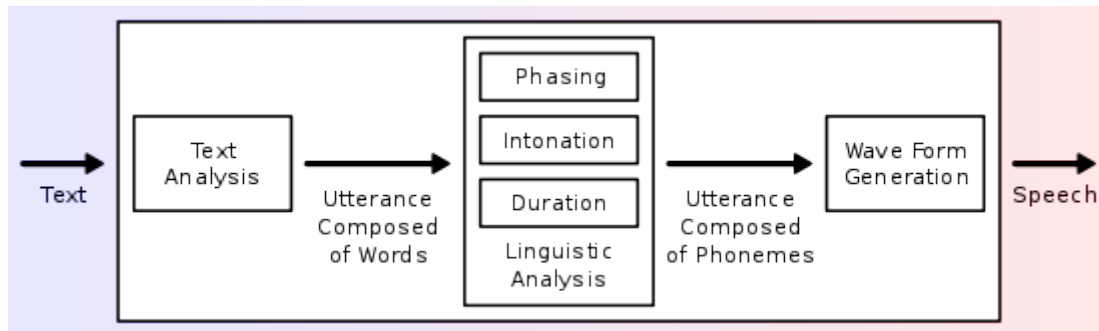 Text
Text
Analysis
Utterance
Composed
of Words
Phasing
Intonation
Duration
Linguistic
Analysis
Utterance
Composed
of Phonemes
Wave Form
Generation
Speech